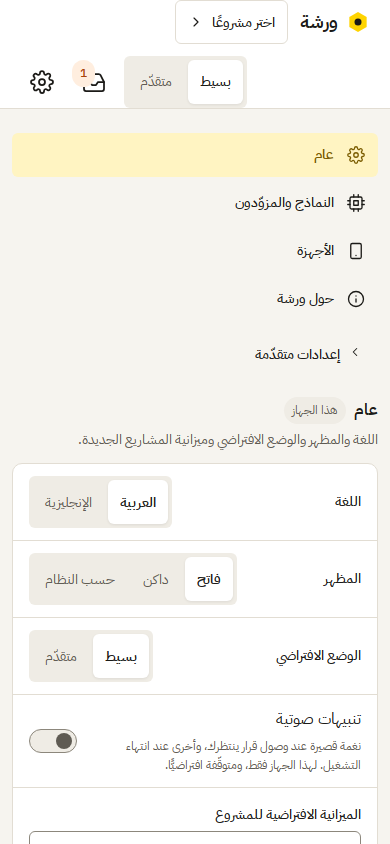 ورشة
اختر مشروعًا
بسيط
متقدّم
1
عام
النماذج والمزوّدون
الأجهزة
حول ورشة
إعدادات متقدّمة
عام
هذا الجهاز
اللغة والمظهر والوضع الافتراضي وميزانية المشاريع الجديدة.
اللغة
العربية
الإنجليزية
المظهر
فاتح
داكن
حسب النظام
الوضع الافتراضي
بسيط
متقدّم
تنبيهات صوتية
نغمة قصيرة عند وصول قرار ينتظرك، وأخرى عند انتهاء
التشغيل. لهذا الجهاز فقط، ومتوقّفة افتراضيًّا.
الميزانية الافتراضية للمشروع